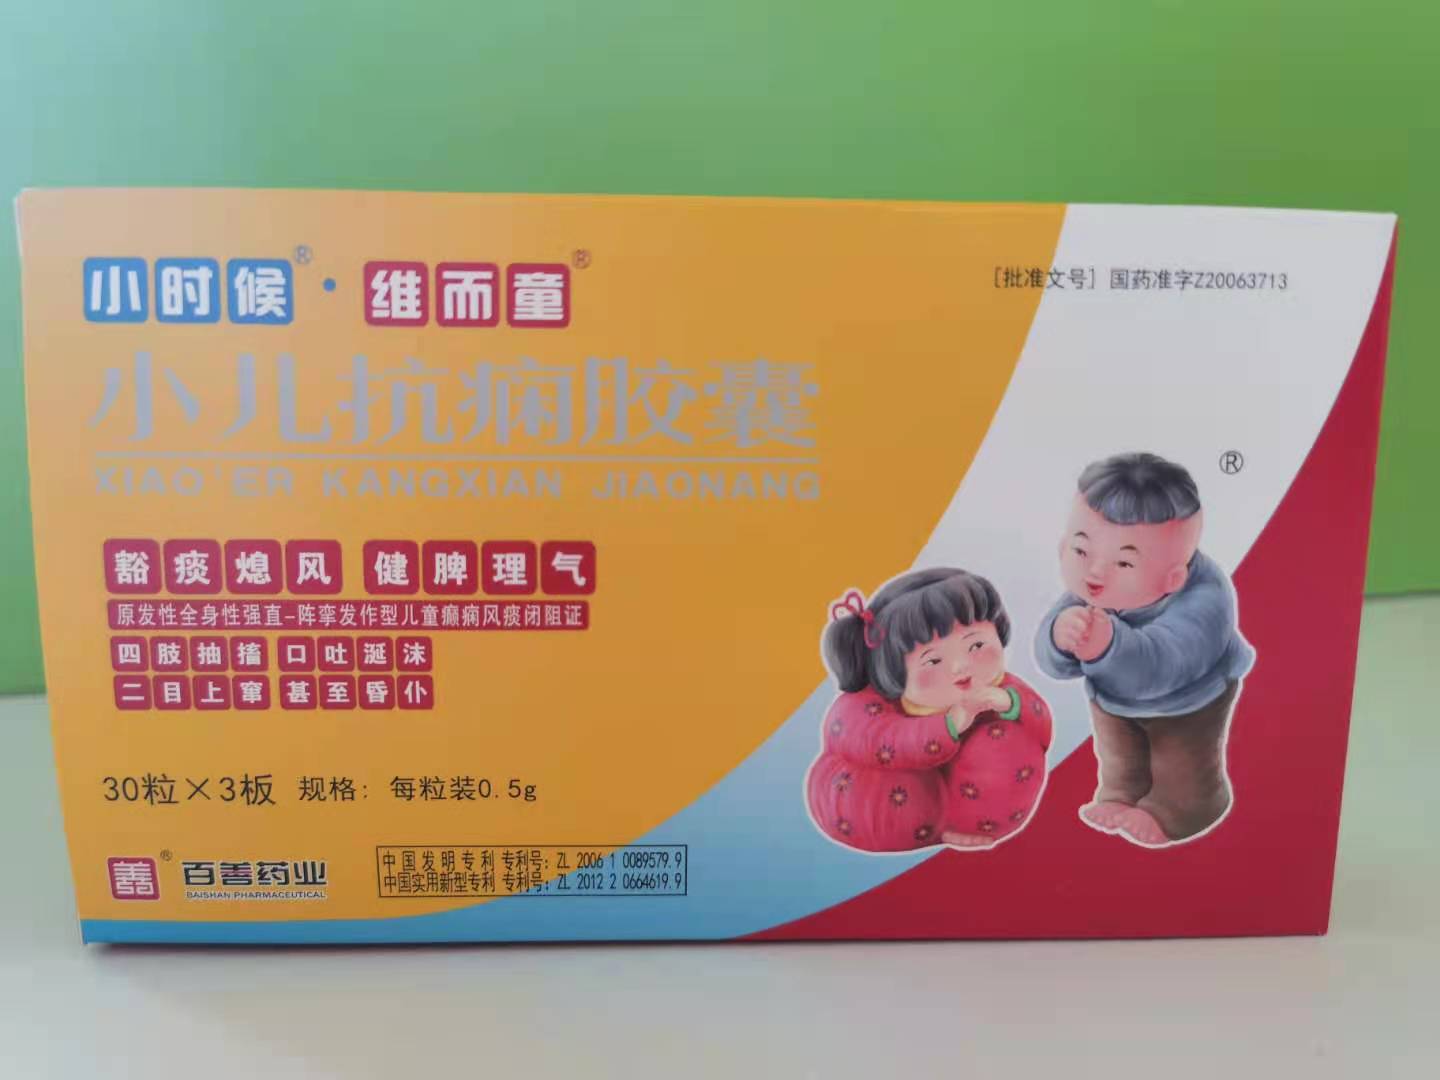 小时候®·维而童®
[批准文号] 国药准字Z20063713
小儿抗痫胶囊
XIAO'ER KANGXIAN JIAONANG
®
豁痰熄风 健脾理气
原发性全身性强直-阵挛发作型儿童癫痫风痰闭阻证
四肢抽搐 口吐涎沫
二目上窜 甚至昏仆
30粒×3板 规格: 每粒装0.5g
善® 百善药业
BAISHAN PHARMACEUTICAL
中国发明专利 专利号: ZL 2006 1 0089579.9
中国实用新型专利 专利号: ZL 2012 2 0664619.9